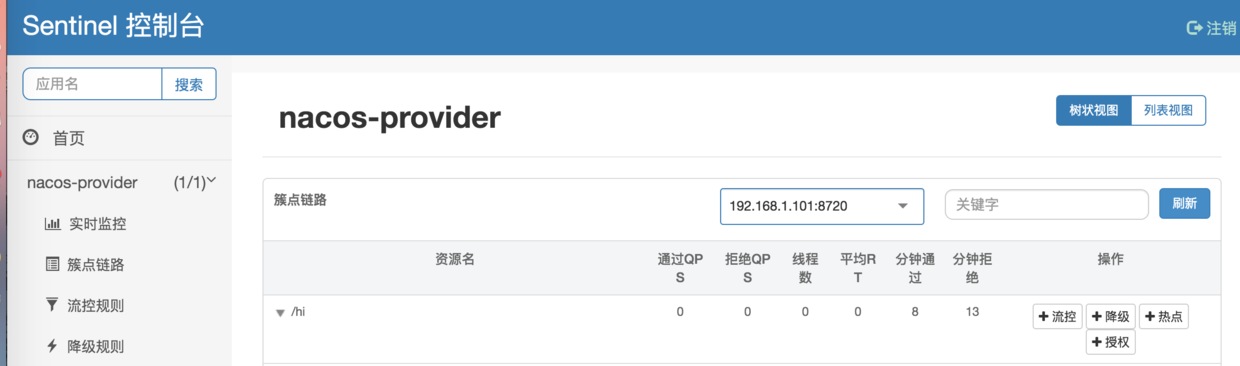 Sentinel 控制台
注销
应用名 搜索
nacos-provider
树状视图 列表视图
首页
nacos-provider (1/1)
簇点链路
192.168.1.101:8720
关键字
刷新
实时监控
簇点链路
流控规则
降级规则
资源名 通过QP 拒绝QP 线程 平均R 分钟通 分钟拒 操作
S S 数 T 过 绝
/hi 0 0 0 0 8 13 +流控 +降级 +热点
+授权